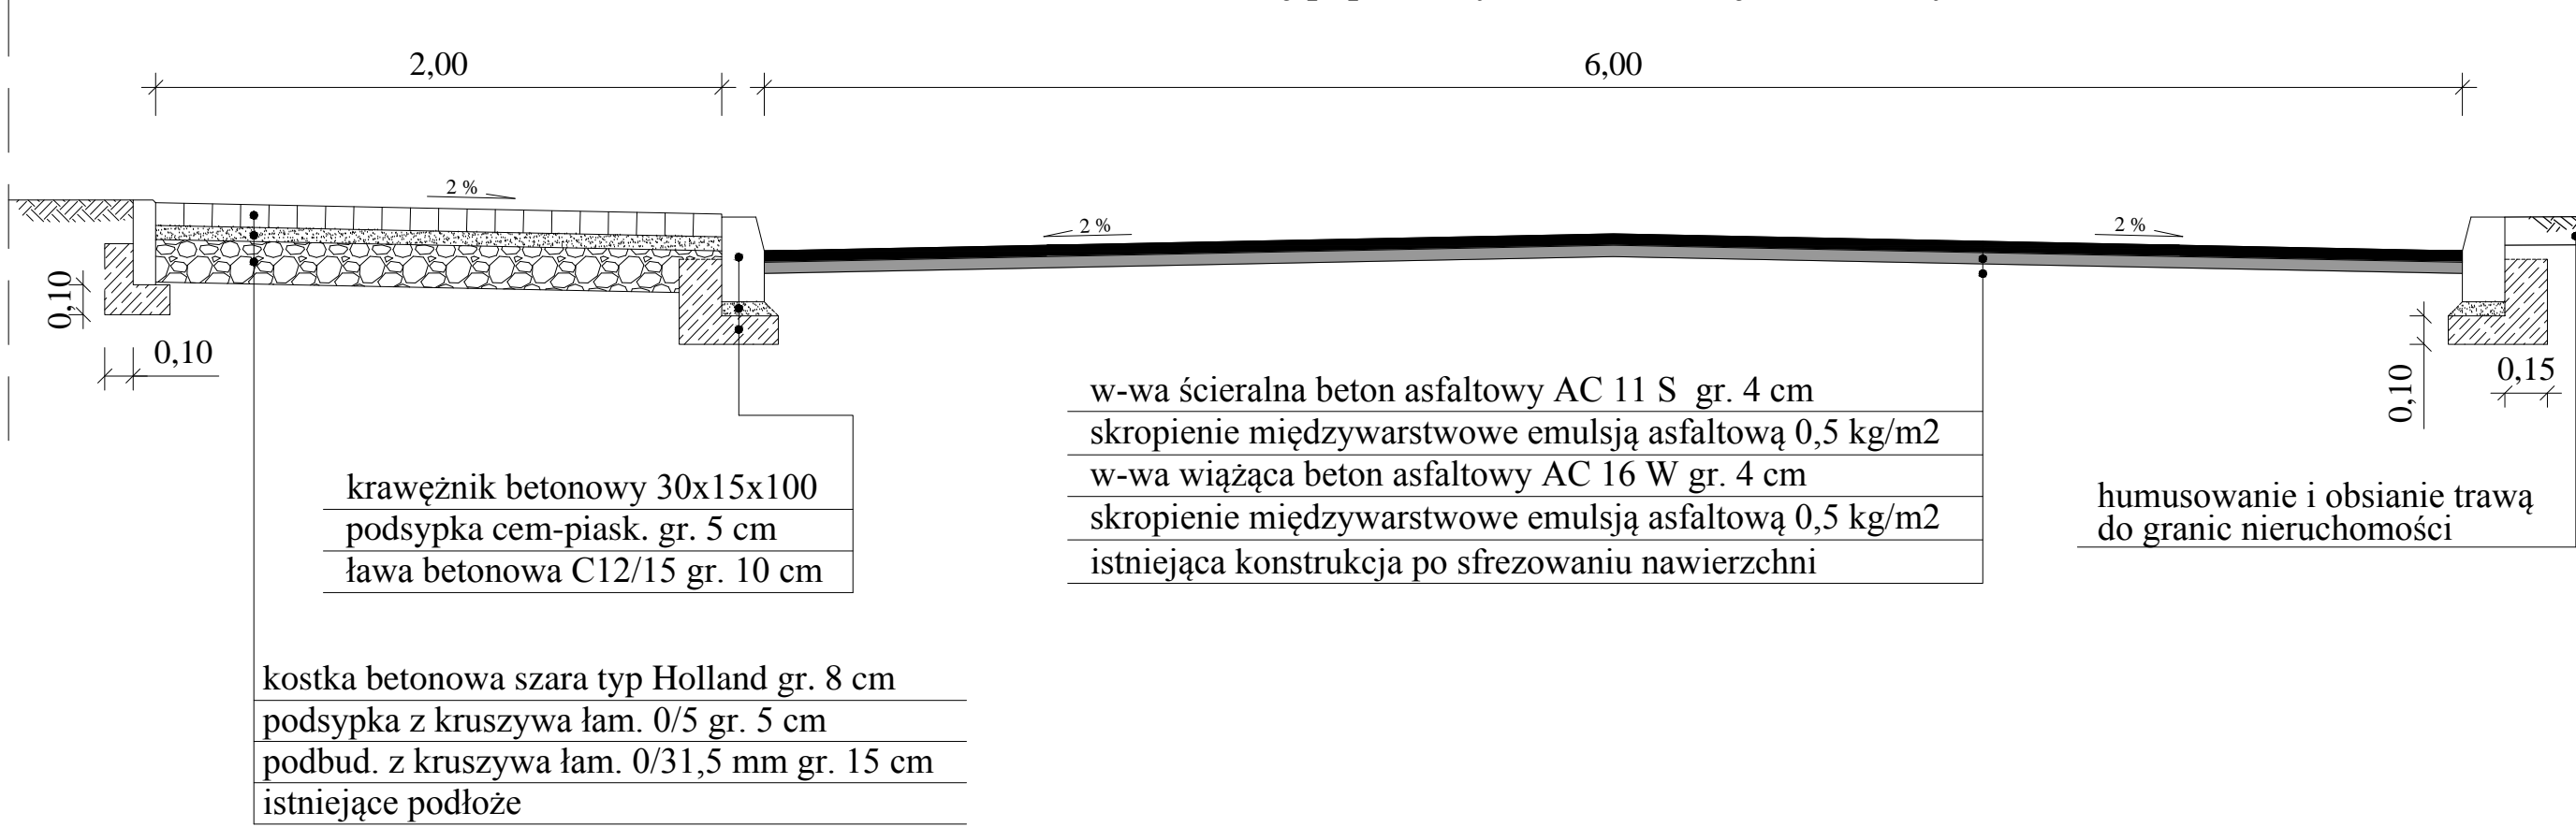 2,00
6,00
2 %
2 %
2 %
0,10
0,10
0,10
0,15
w-wa ścieralna beton asfaltowy AC 11 S gr. 4 cm
skropienie międzywarstwowe emulsją asfaltową 0,5 kg/m2
w-wa wiążąca beton asfaltowy AC 16 W gr. 4 cm
skropienie międzywarstwowe emulsją asfaltową 0,5 kg/m2
istniejąca konstrukcja po sfrezowaniu nawierzchni
krawężnik betonowy 30x15x100
podsypka cem-piask. gr. 5 cm
ława betonowa C12/15 gr. 10 cm
humusowanie i obsianie trawą
do granic nieruchomości
kostka betonowa szara typ Holland gr. 8 cm
podsypka z kruszywa łam. 0/5 gr. 5 cm
podbud. z kruszywa łam. 0/31,5 mm gr. 15 cm
istniejące podłoże